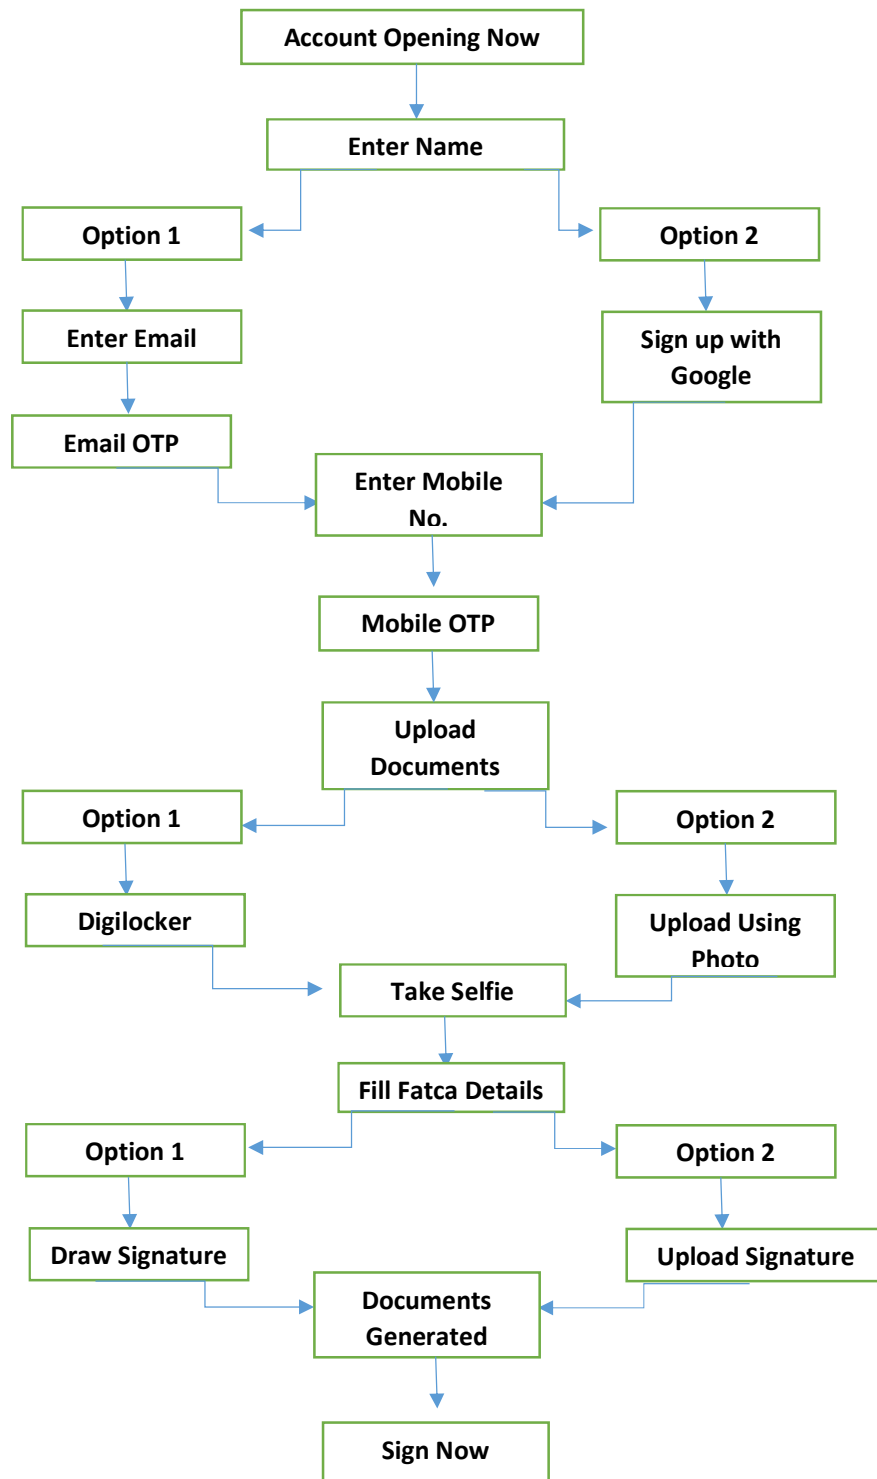 Account Opening Now
Enter Name
Option 1
Option 2
Enter Email
Sign up with
Google
Email OTP
Enter Mobile
No.
Mobile OTP
Upload
Documents
Option 1
Option 2
Digilocker
Upload Using
Photo
Take Selfie
Fill Fatca Details
Option 1
Option 2
Draw Signature
Upload Signature
Documents
Generated
Sign Now